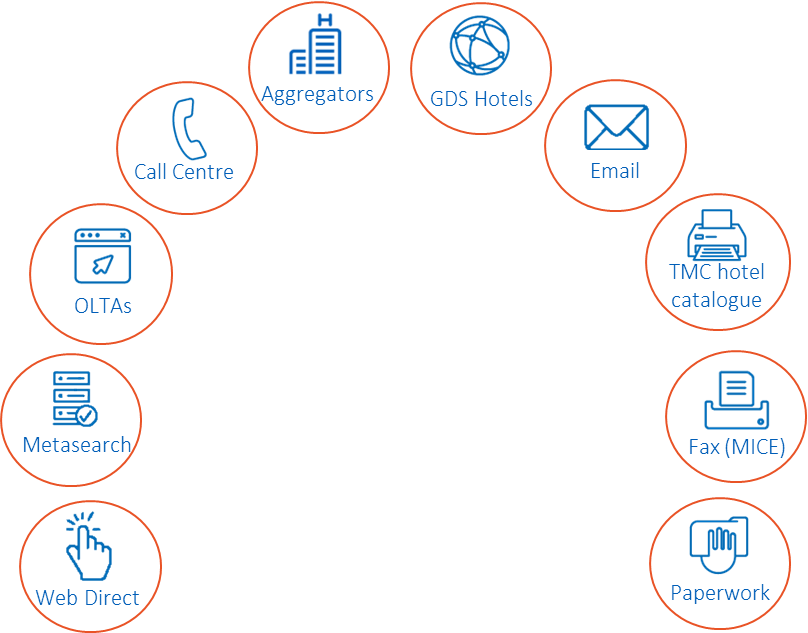 Aggregators
GDS Hotels
Call Centre
Email
OLTAs
TMC hotel
catalogue
Metasearch
Fax (MICE)
Web Direct
Paperwork